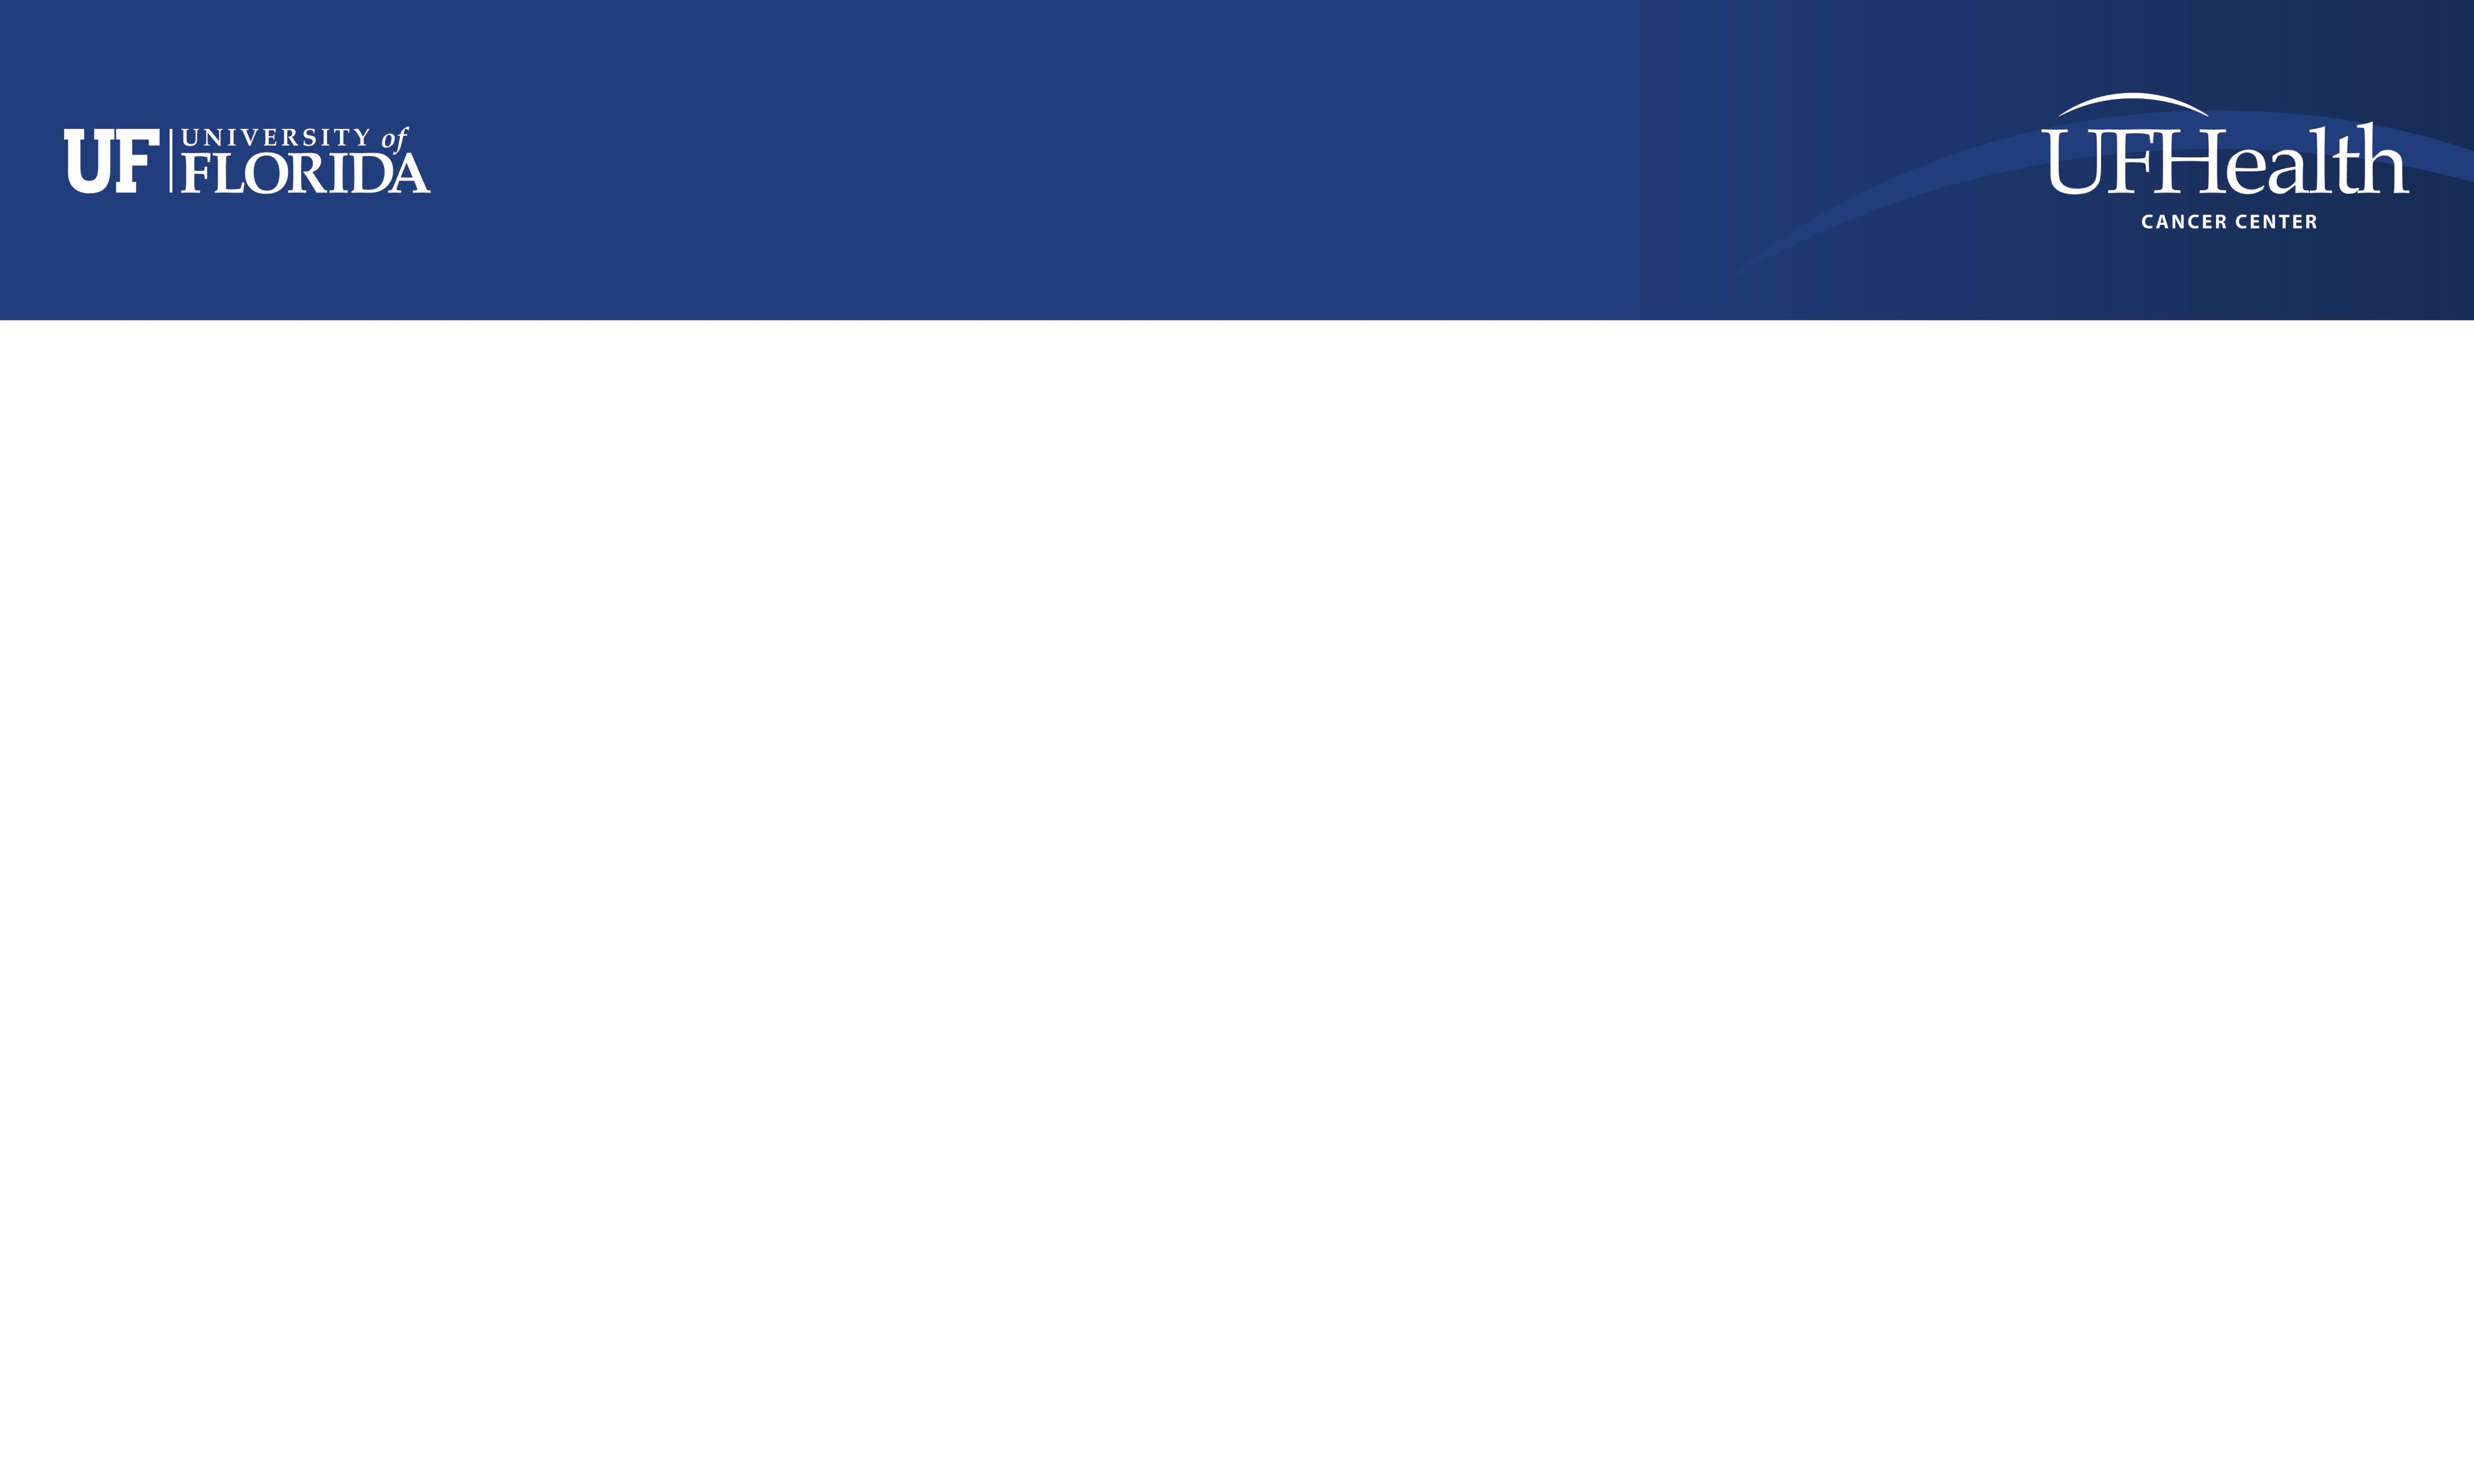 UF
UNIVERSITY of
FLORIDA
UFHealth
CANCER CENTER